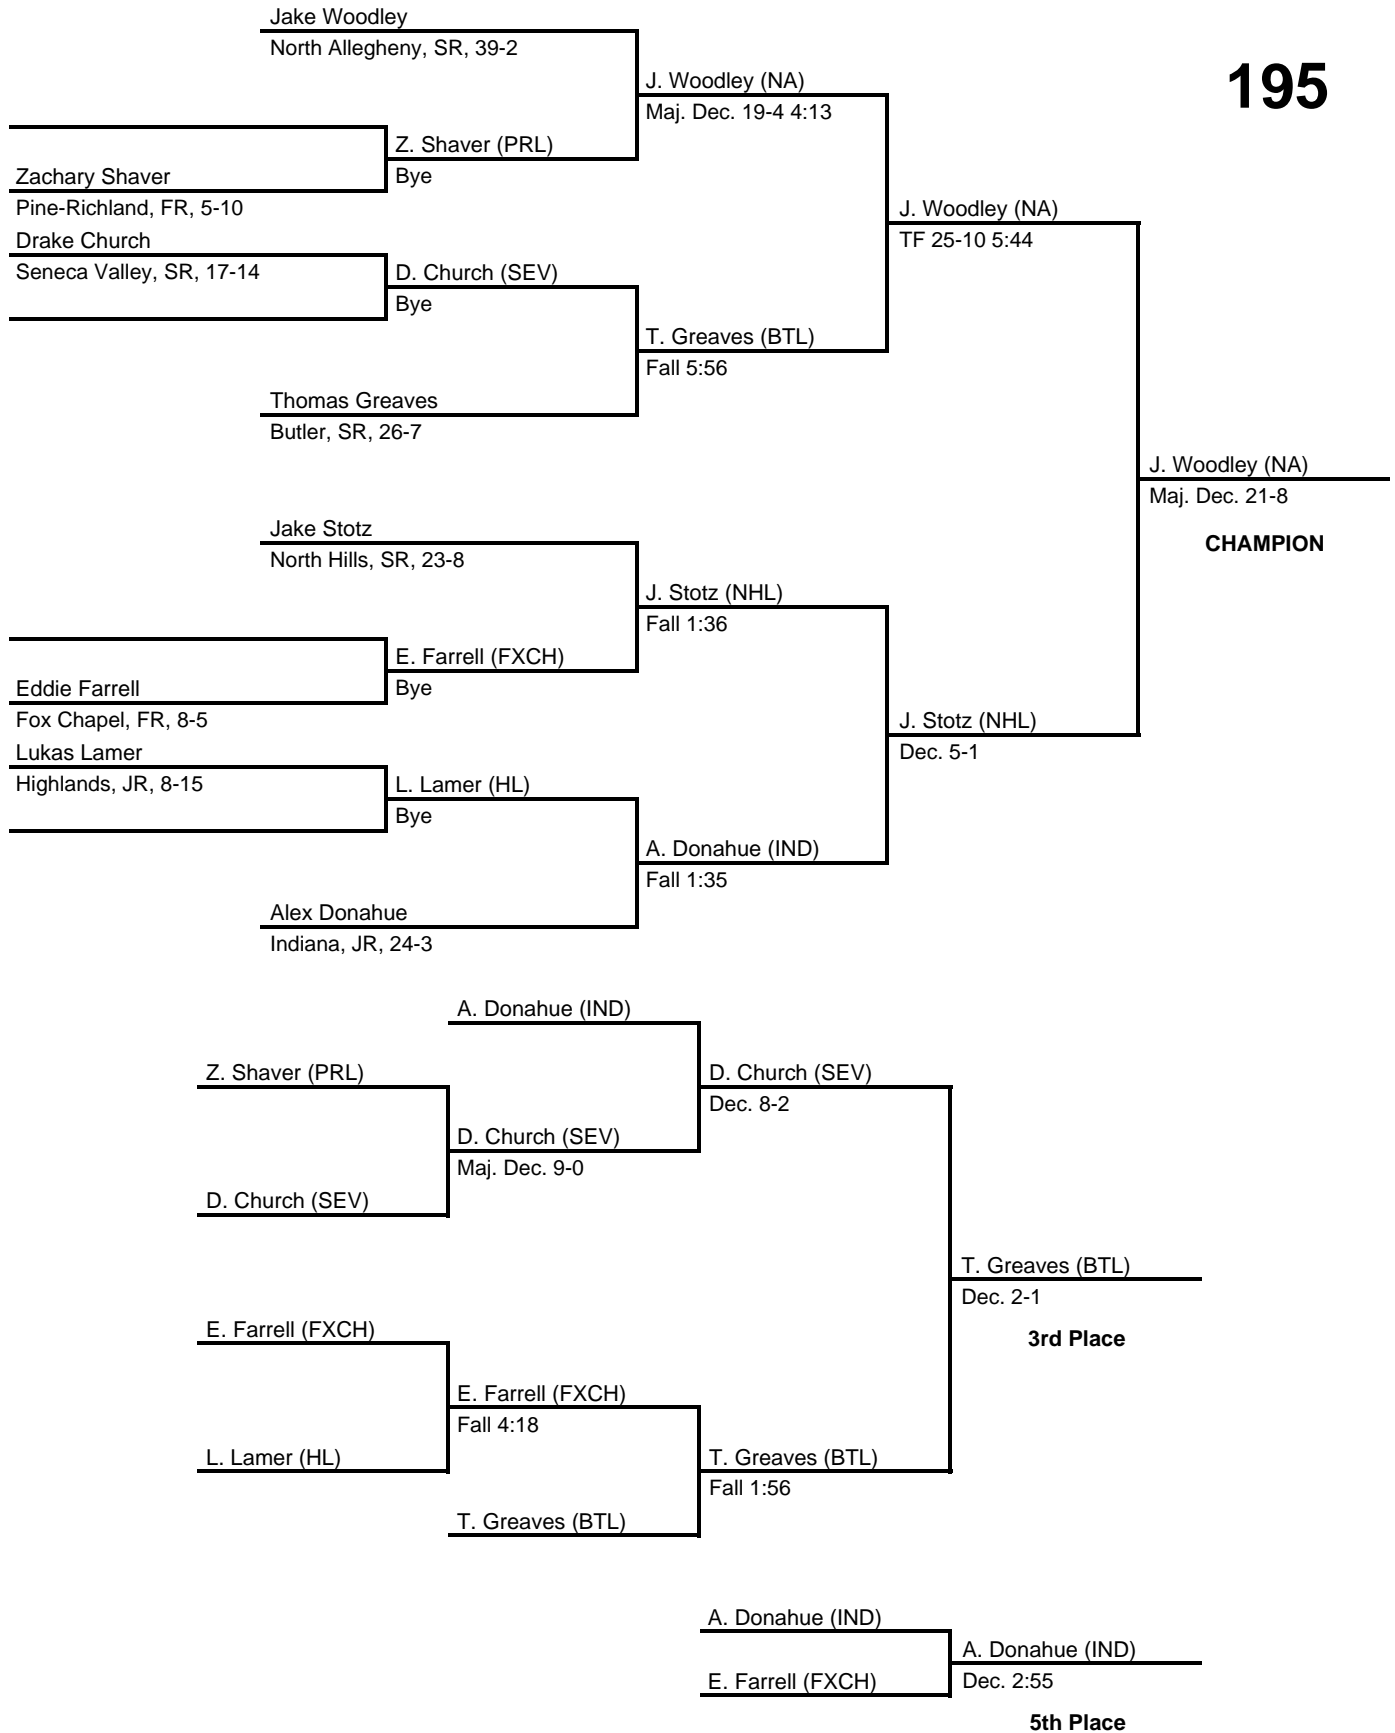 Jake Woodley
North Allegheny, SR, 39-2
195
J. Woodley (NA)
Maj. Dec. 19-4 4:13
Z. Shaver (PRL)
Bye
Zachary Shaver
Pine-Richland, FR, 5-10
J. Woodley (NA)
TF 25-10 5:44
Drake Church
Seneca Valley, SR, 17-14
D. Church (SEV)
Bye
T. Greaves (BTL)
Fall 5:56
Thomas Greaves
Butler, SR, 26-7
J. Woodley (NA)
Maj. Dec. 21-8
CHAMPION
Jake Stotz
North Hills, SR, 23-8
J. Stotz (NHL)
Fall 1:36
E. Farrell (FXCH)
Bye
Eddie Farrell
Fox Chapel, FR, 8-5
J. Stotz (NHL)
Dec. 5-1
Lukas Lamer
Highlands, JR, 8-15
L. Lamer (HL)
Bye
A. Donahue (IND)
Fall 1:35
Alex Donahue
Indiana, JR, 24-3
A. Donahue (IND)
Z. Shaver (PRL)
D. Church (SEV)
Dec. 8-2
D. Church (SEV)
Maj. Dec. 9-0
D. Church (SEV)
T. Greaves (BTL)
Dec. 2-1
3rd Place
E. Farrell (FXCH)
E. Farrell (FXCH)
Fall 4:18
L. Lamer (HL)
T. Greaves (BTL)
Fall 1:56
T. Greaves (BTL)
A. Donahue (IND)
A. Donahue (IND)
Dec. 2:55
E. Farrell (FXCH)
5th Place